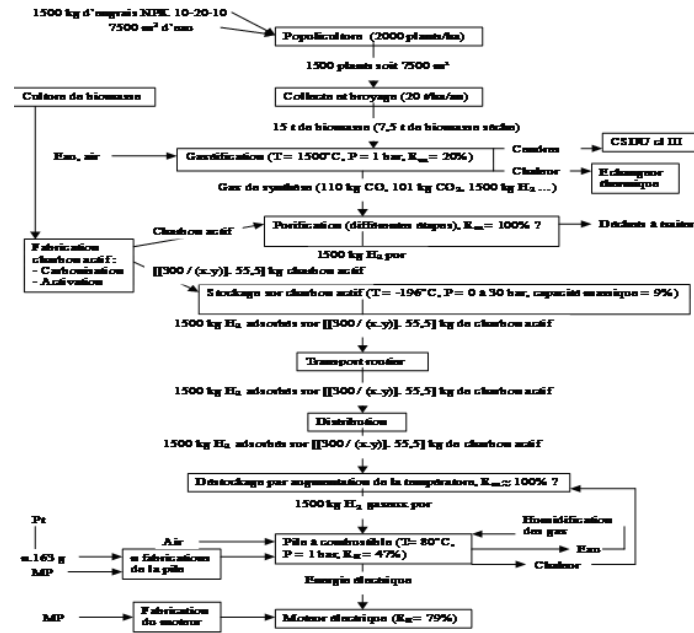 1500 kg d'engrais NPK 10-20-10
7500 m³ d'eau
Populiculture (2000 plants/ha)
1500 plants soit 7500 m²
Culture de biomasse
Collecte et broyage (20 t/ha/an)
15 t de biomasse (7,5 t de biomasse sèche)
Eau, air
Gazéification (T= 1500°C, P= 1 bar, Rm= 20%)
Cendres
CSDU cl III
Chaleur
Echangeur
thermique
Gaz de synthèse (110 kg CO, 101 kg CO₂, 1500 kg H₂ ...)
Charbon actif
Purification (différentes étapes), Rm= 100% ?
Déchets à traiter
1500 kg H₂ pur
Fabrication
charbon actif :
- Carbonisation
- Activation
[[300 / (x.y)]. 55,5] kg charbon actif
Stockage sur charbon actif (T= -196°C, P= 0 à 30 bar, capacité massique = 9%)
1500 kg H₂ adsorbés sur [[300 / (x.y)]. 55,5] kg de charbon actif
Transport routier
1500 kg H₂ adsorbés sur [[300 / (x.y)]. 55,5] kg de charbon actif
Distribution
1500 kg H₂ adsorbés sur [[300 / (x.y)]. 55,5] kg de charbon actif
Déstockage par augmentation de la température, Rm ≈ 100% ?
1500 kg H₂ gazeux pur
Pt
Humidification
des gaz
Air
Pile à combustible (T= 80°C,
P= 1 bar, RE= 47%)
n.163 g
n fabrications
de la pile
MP
Eau
Chaleur
Energie électrique
MP
Fabrication
du moteur
Moteur électrique (RE= 79%)